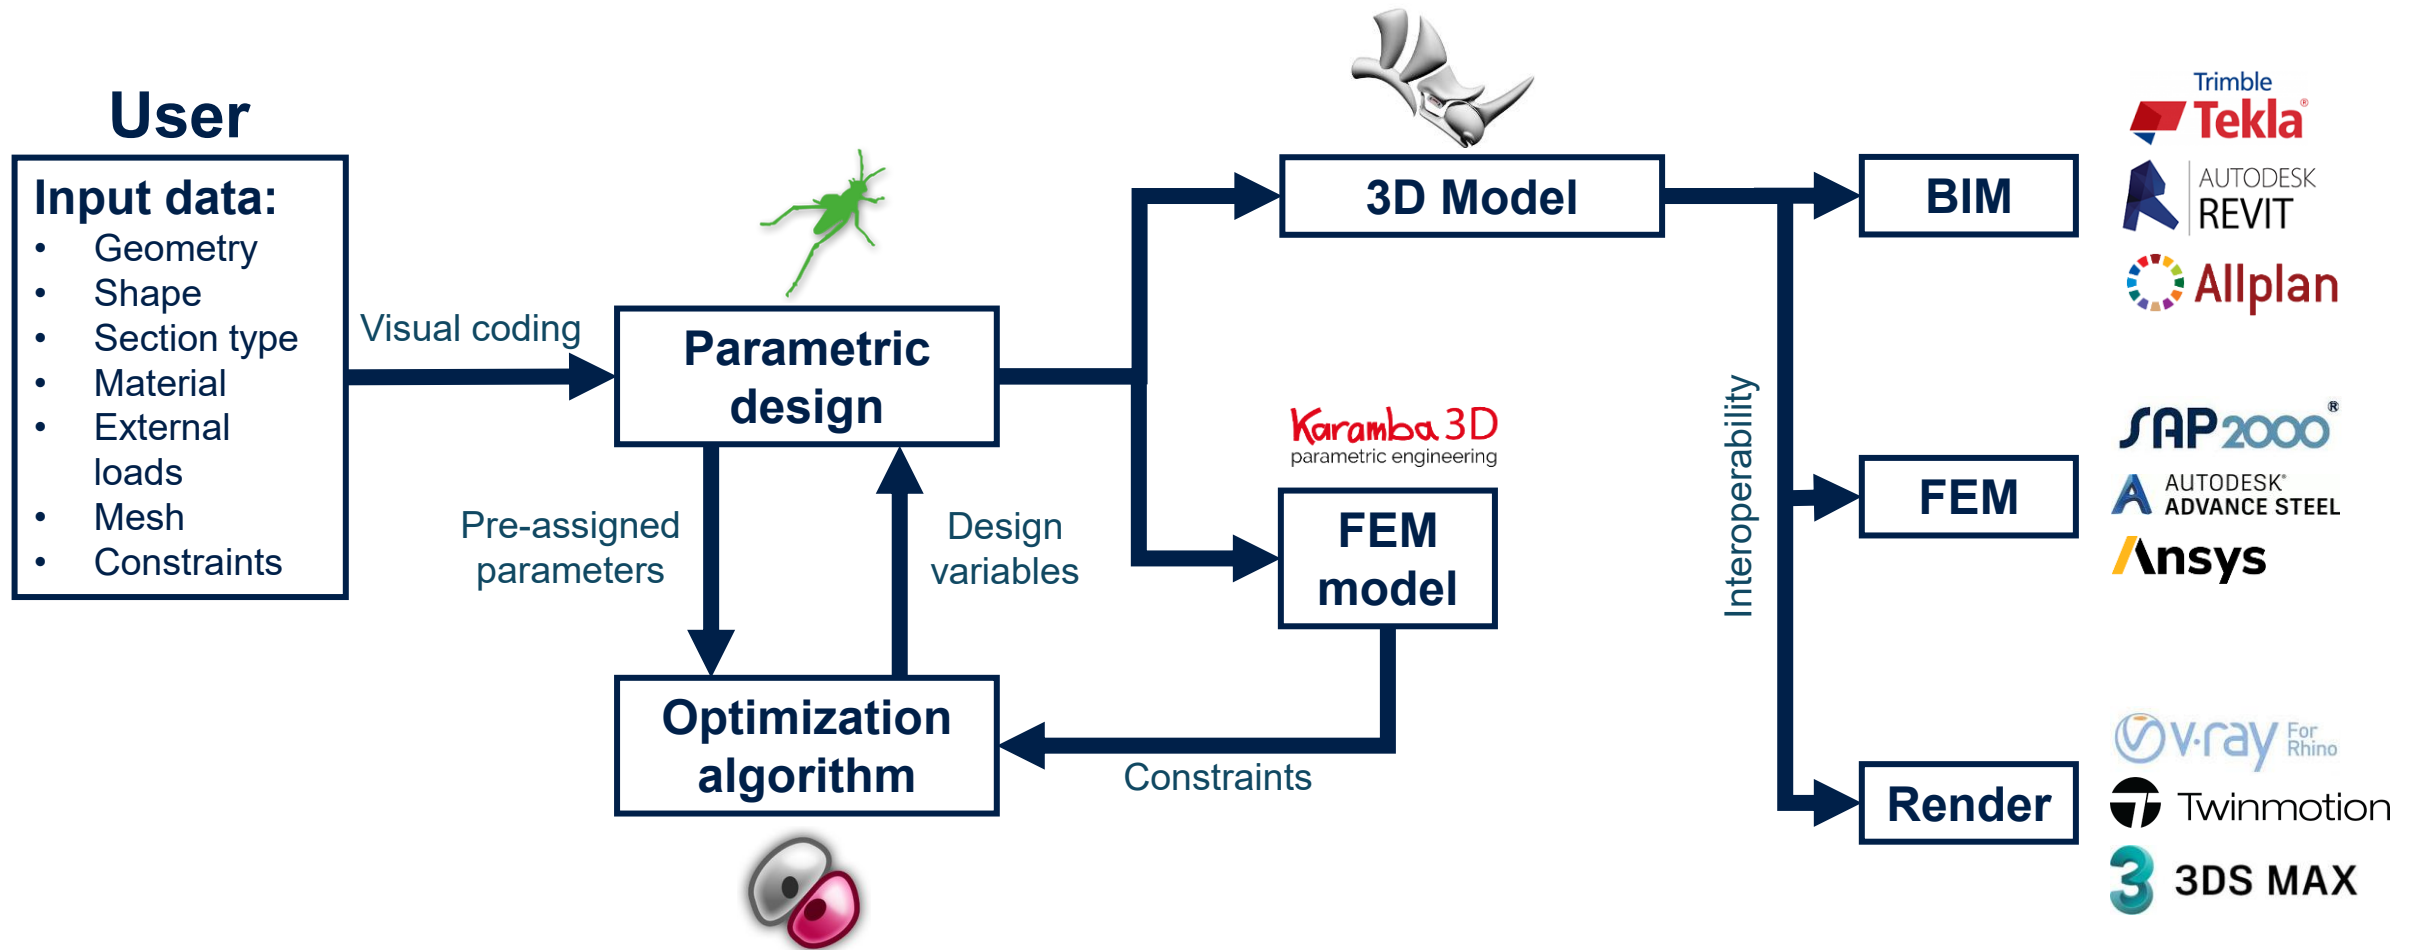 User
Input data:
• Geometry
• Shape
• Section type
• Material
• External
loads
• Mesh
• Constraints
Visual coding
Parametric
design
Pre-assigned
parameters
Design
variables
Optimization
algorithm
3D Model
Karamba 3D
parametric engineering
FEM
model
Constraints
Interoperability
BIM
Trimble
Tekla®
AUTODESK
REVIT
Allplan
FEM
SAP2000®
AUTODESK®
ADVANCE STEEL
Ansys
Render
v·ray For
Rhino
Twinmotion
3DS MAX